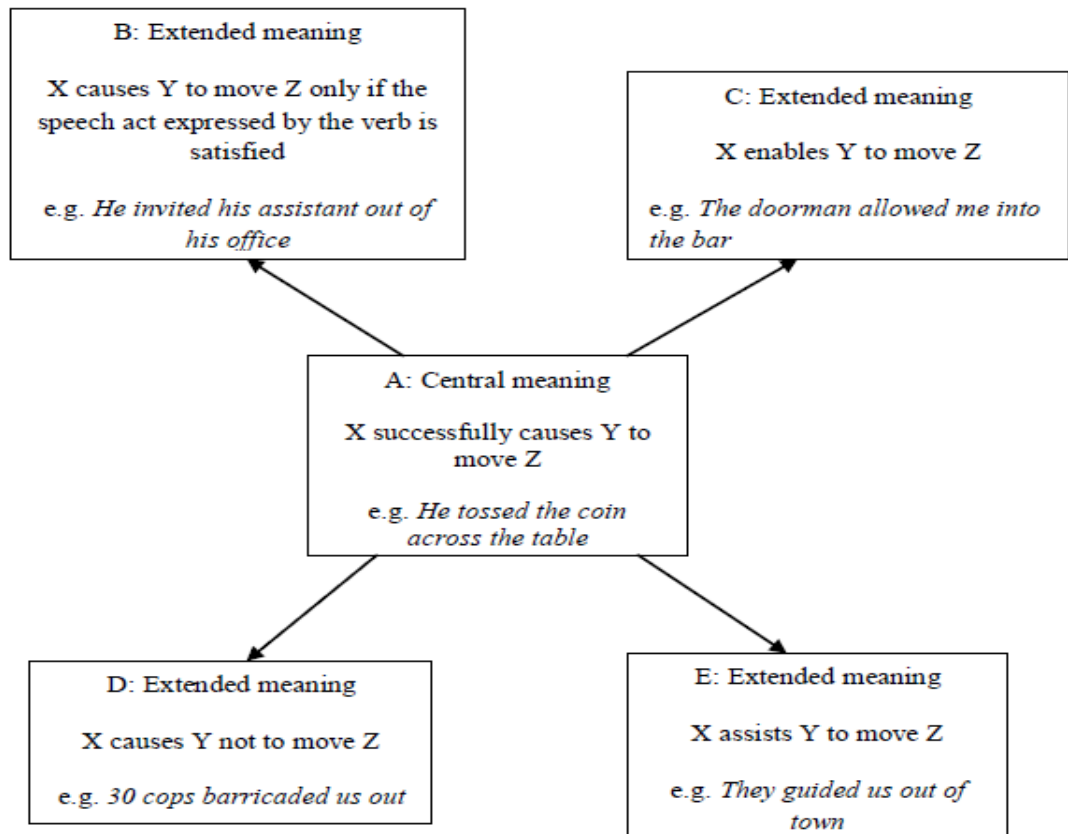 B: Extended meaning
X causes Y to move Z only if the
speech act expressed by the verb is
satisfied
e.g. He invited his assistant out of
his office
C: Extended meaning
X enables Y to move Z
e.g. The doorman allowed me into
the bar
A: Central meaning
X successfully causes Y to
move Z
e.g. He tossed the coin
across the table
D: Extended meaning
X causes Y not to move Z
e.g. 30 cops barricaded us out
E: Extended meaning
X assists Y to move Z
e.g. They guided us out of
town